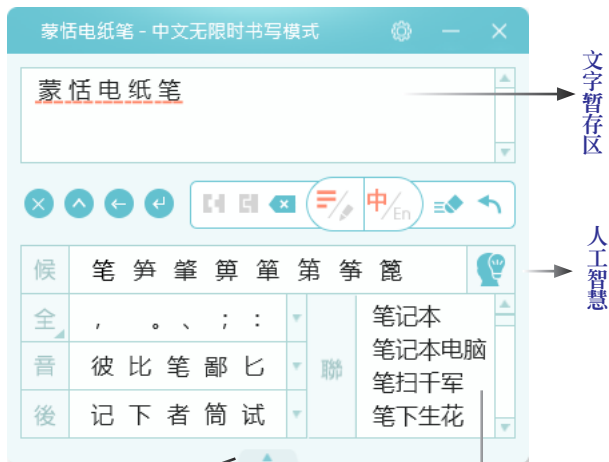 蒙恬电纸笔 - 中文无限时书写模式
蒙恬电纸笔
文字暂存区
中/En
候 笔 笋 肇 箅 筆 第 筝 篦
人工智慧
全 , 。 、 ; :
音 彼 比 笔 鄙 匕
後 记 下 者 筒 试
聯
笔记本
笔记本电脑
笔扫千军
笔下生花